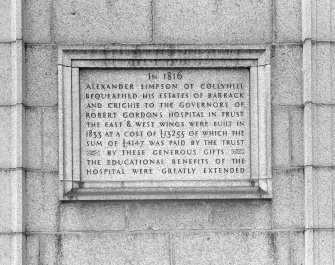 IN 1816
ALEXANDER SIMPSON OF COLLYHILL
BEQUEATHED HIS ESTATES OF BARRACK
AND CRICHIE TO THE GOVERNORS OF
ROBERT GORDON'S HOSPITAL IN TRUST
THE EAST & WEST WINGS WERE BUILT IN
1833 AT A COST OF £13255 OF WHICH THE
SUM OF £4147 WAS PAID BY THE TRUST
BY THESE GENEROUS GIFTS
THE EDUCATIONAL BENEFITS OF THE
HOSPITAL WERE GREATLY EXTENDED